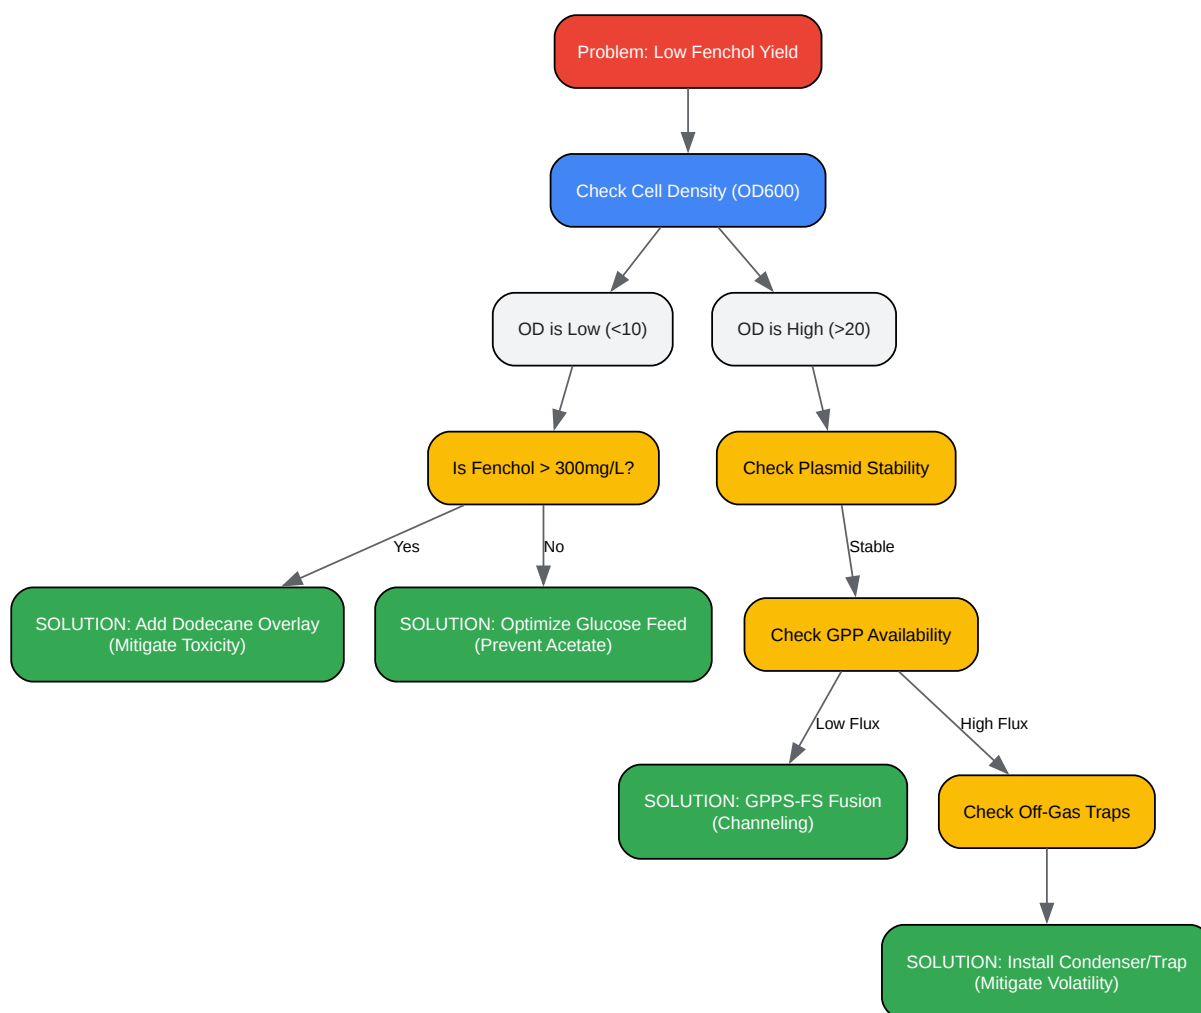 Problem: Low Fenchol Yield
Check Cell Density (OD600)
OD is Low (<10)
OD is High (>20)
Is Fenchol > 300mg/L?
Check Plasmid Stability
Yes
No
Stable
SOLUTION: Add Dodecane Overlay
(Mitigate Toxicity)
SOLUTION: Optimize Glucose Feed
(Prevent Acetate)
Check GPP Availability
Low Flux
High Flux
SOLUTION: GPPS-FS Fusion
(Channeling)
Check Off-Gas Traps
SOLUTION: Install Condenser/Trap
(Mitigate Volatility)